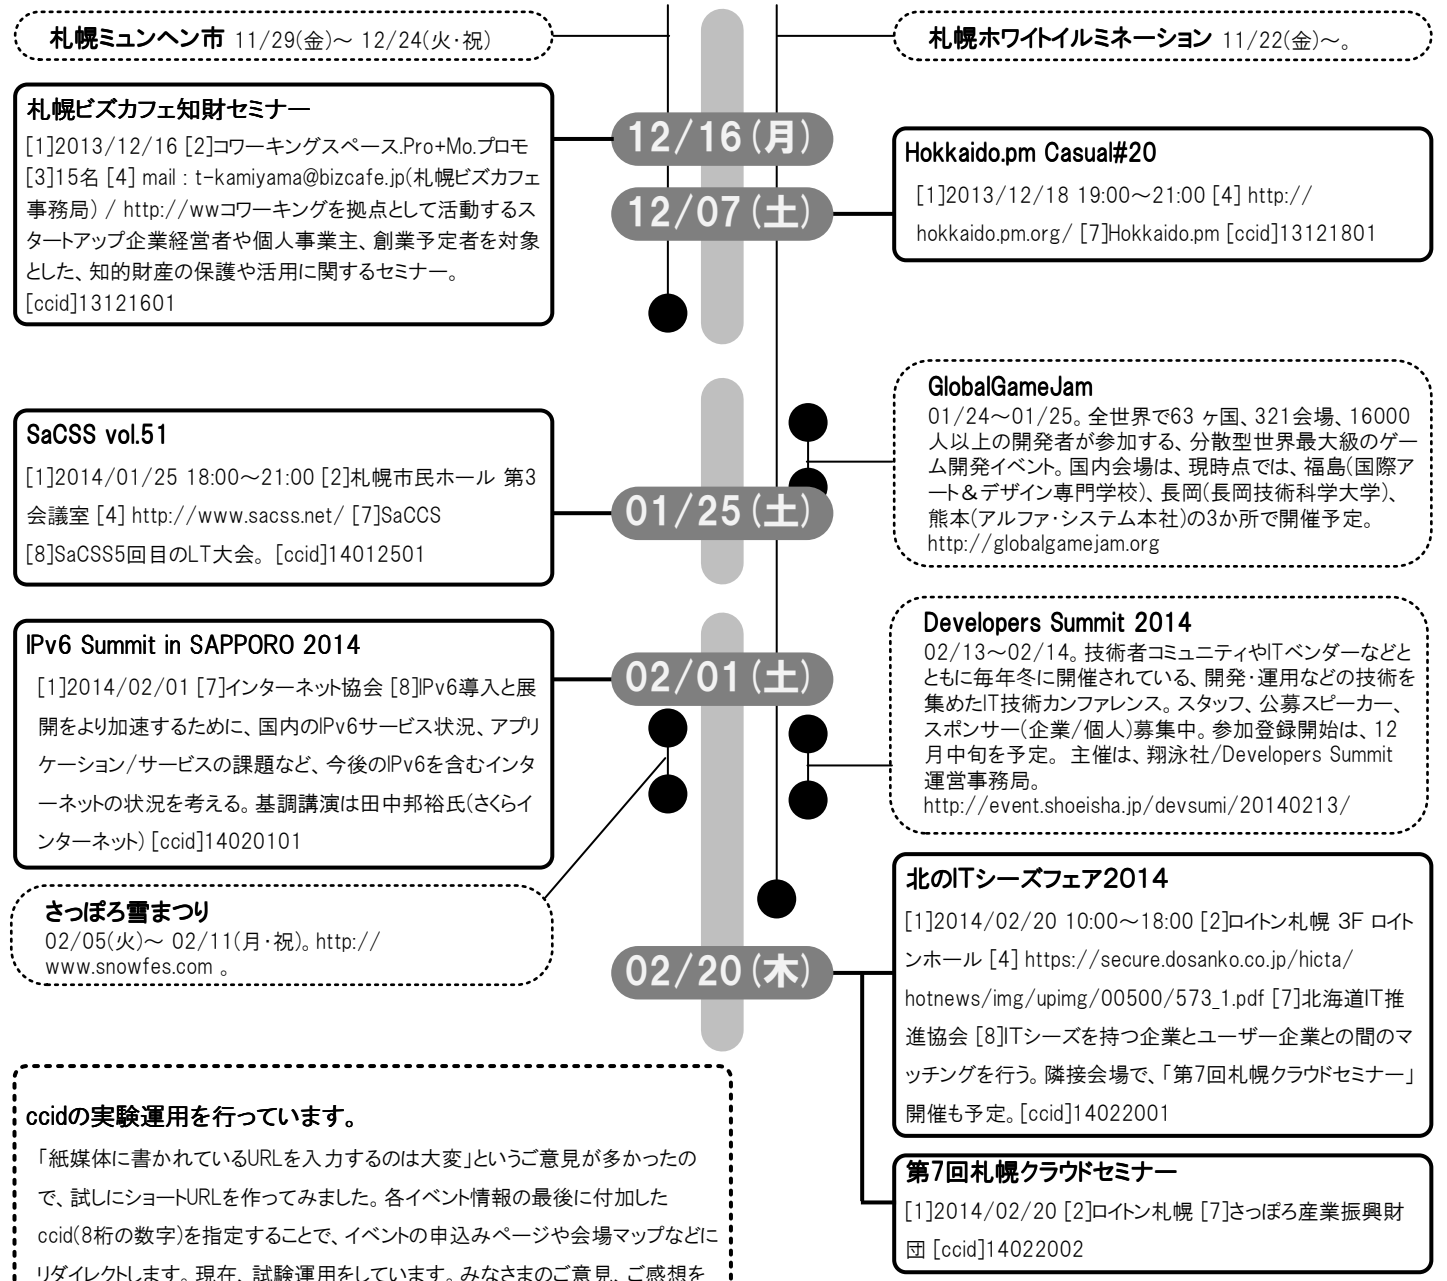 札幌ミュンヘン市 11/29(金)～ 12/24(火･祝)
札幌ホワイトイルミネーション 11/22(金)～。
札幌ビズカフェ知財セミナー
[1]2013/12/16 [2]コワーキングスペース.Pro+Mo.プロモ
[3]15名 [4] mail : t-kamiyama@bizcafe.jp(札幌ビズカフェ
事務局) / http://wwコワーキングを拠点として活動するス
タートアップ企業経営者や個人事業主、創業予定者を対象
とした、知的財産の保護や活用に関するセミナー。
[ccid]13121601
12/16(月)
12/07(土)
Hokkaido.pm Casual#20
[1]2013/12/18 19:00～21:00 [4] http://
hokkaido.pm.org/ [7]Hokkaido.pm [ccid]13121801
GlobalGameJam
01/24～01/25。全世界で63 ヶ国、321会場、16000
人以上の開発者が参加する、分散型世界最大級のゲー
ム開発イベント。国内会場は、現時点では、福島(国際ア
ート＆デザイン専門学校)、長岡(長岡技術科学大学)、
熊本(アルファ･システム本社)の3か所で開催予定。
http://globalgamejam.org
SaCSS vol.51
[1]2014/01/25 18:00～21:00 [2]札幌市民ホール 第3
会議室 [4] http://www.sacss.net/ [7]SaCCS
[8]SaCSS5回目のLT大会。 [ccid]14012501
01/25(土)
IPv6 Summit in SAPPORO 2014
[1]2014/02/01 [7]インターネット協会 [8]IPv6導入と展
開をより加速するために、国内のIPv6サービス状況、アプリ
ケーション/サービスの課題など、今後のIPv6を含むインタ
ーネットの状況を考える。基調講演は田中邦裕氏(さくらイ
ンターネット) [ccid]14020101
02/01(土)
Developers Summit 2014
02/13～02/14。技術者コミュニティやITベンダーなどと
ともに毎年冬に開催されている、開発･運用などの技術を
集めたIT技術カンファレンス。スタッフ、公募スピーカー、
スポンサー(企業/個人)募集中。参加登録開始は、12
月中旬を予定。 主催は、翔泳社/Developers Summit
運営事務局。
http://event.shoeisha.jp/devsumi/20140213/
さっぽろ雪まつり
02/05(火)～ 02/11(月･祝)。http://
www.snowfes.com 。
02/20(木)
北のITシーズフェア2014
[1]2014/02/20 10:00～18:00 [2]ロイトン札幌 3F ロイト
ンホール [4] https://secure.dosanko.co.jp/hicta/
hotnews/img/upimg/00500/573_1.pdf [7]北海道IT推
進協会 [8]ITシーズを持つ企業とユーザー企業との間のマ
ッチングを行う。隣接会場で、「第7回札幌クラウドセミナー」
開催も予定。[ccid]14022001
第7回札幌クラウドセミナー
[1]2014/02/20 [2]ロイトン札幌 [7]さっぽろ産業振興財
団 [ccid]14022002
ccidの実験運用を行っています。
「紙媒体に書かれているURLを入力するのは大変」というご意見が多かったの
で、試しにショートURLを作ってみました。各イベント情報の最後に付加した
ccid(8桁の数字)を指定することで、イベントの申込みページや会場マップなどに
リダイレクトします。現在、試験運用をしています。みなさまのご意見、ご感想を